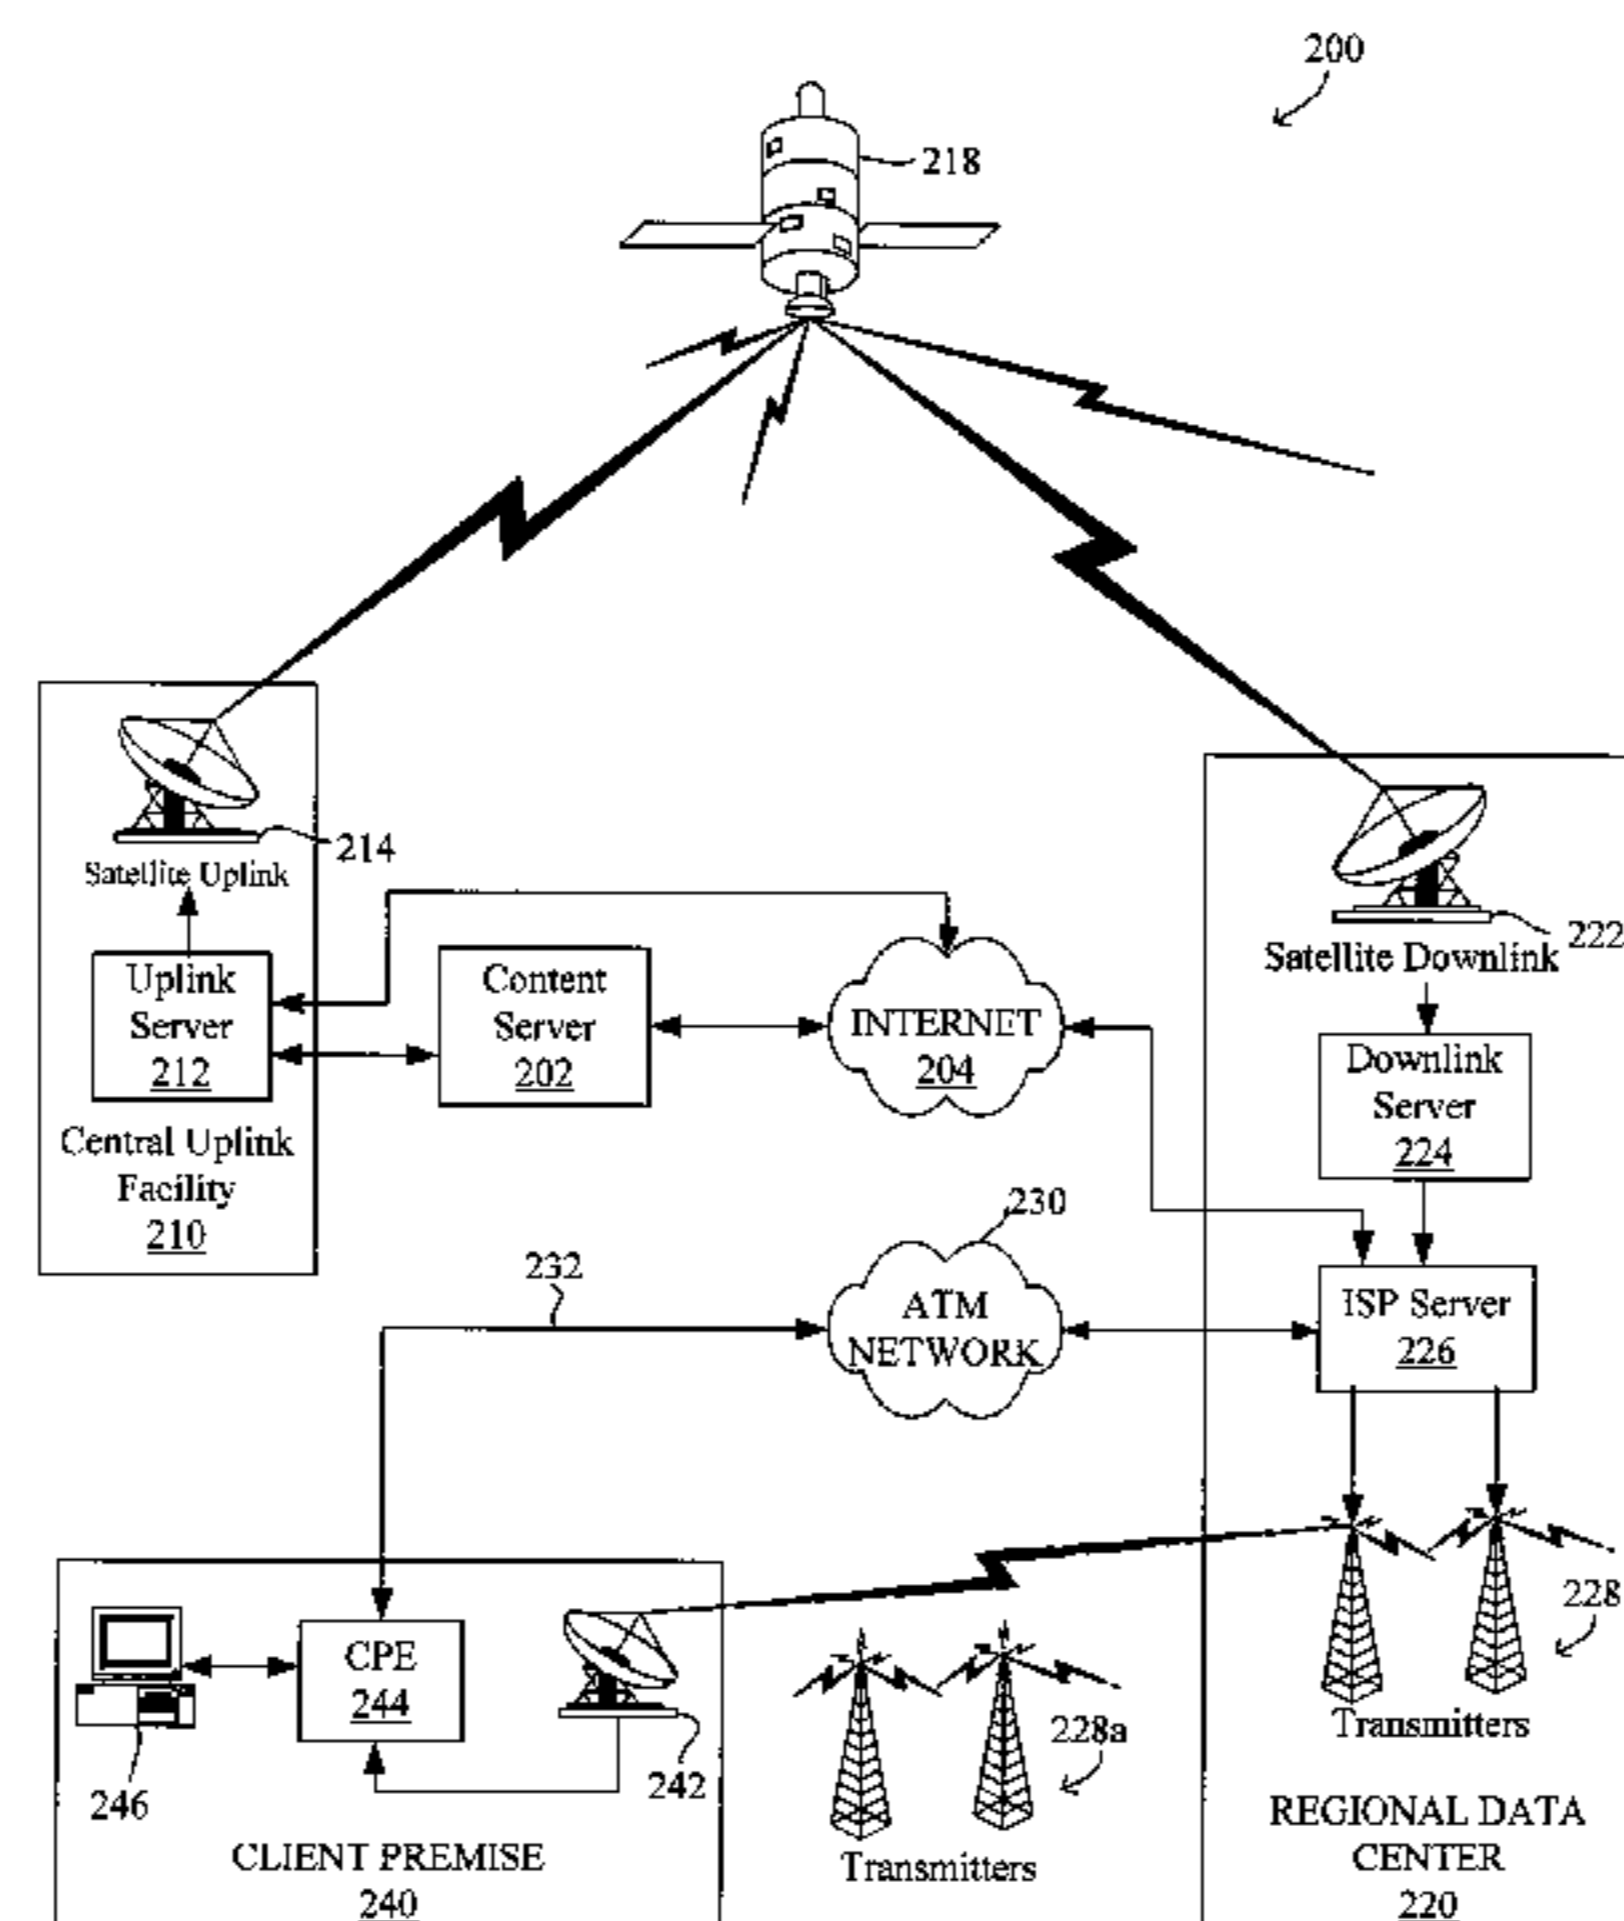 200
218
214
Satellite Uplink
Uplink
Server
212
Central Uplink
Facility
210
Content
Server
202
INTERNET
204
222
Satellite Downlink
Downlink
Server
224
230
232
ATM
NETWORK
ISP Server
226
228
Transmitters
CPE
244
246
242
228a
Transmitters
CLIENT PREMISE
240
REGIONAL DATA
CENTER
220